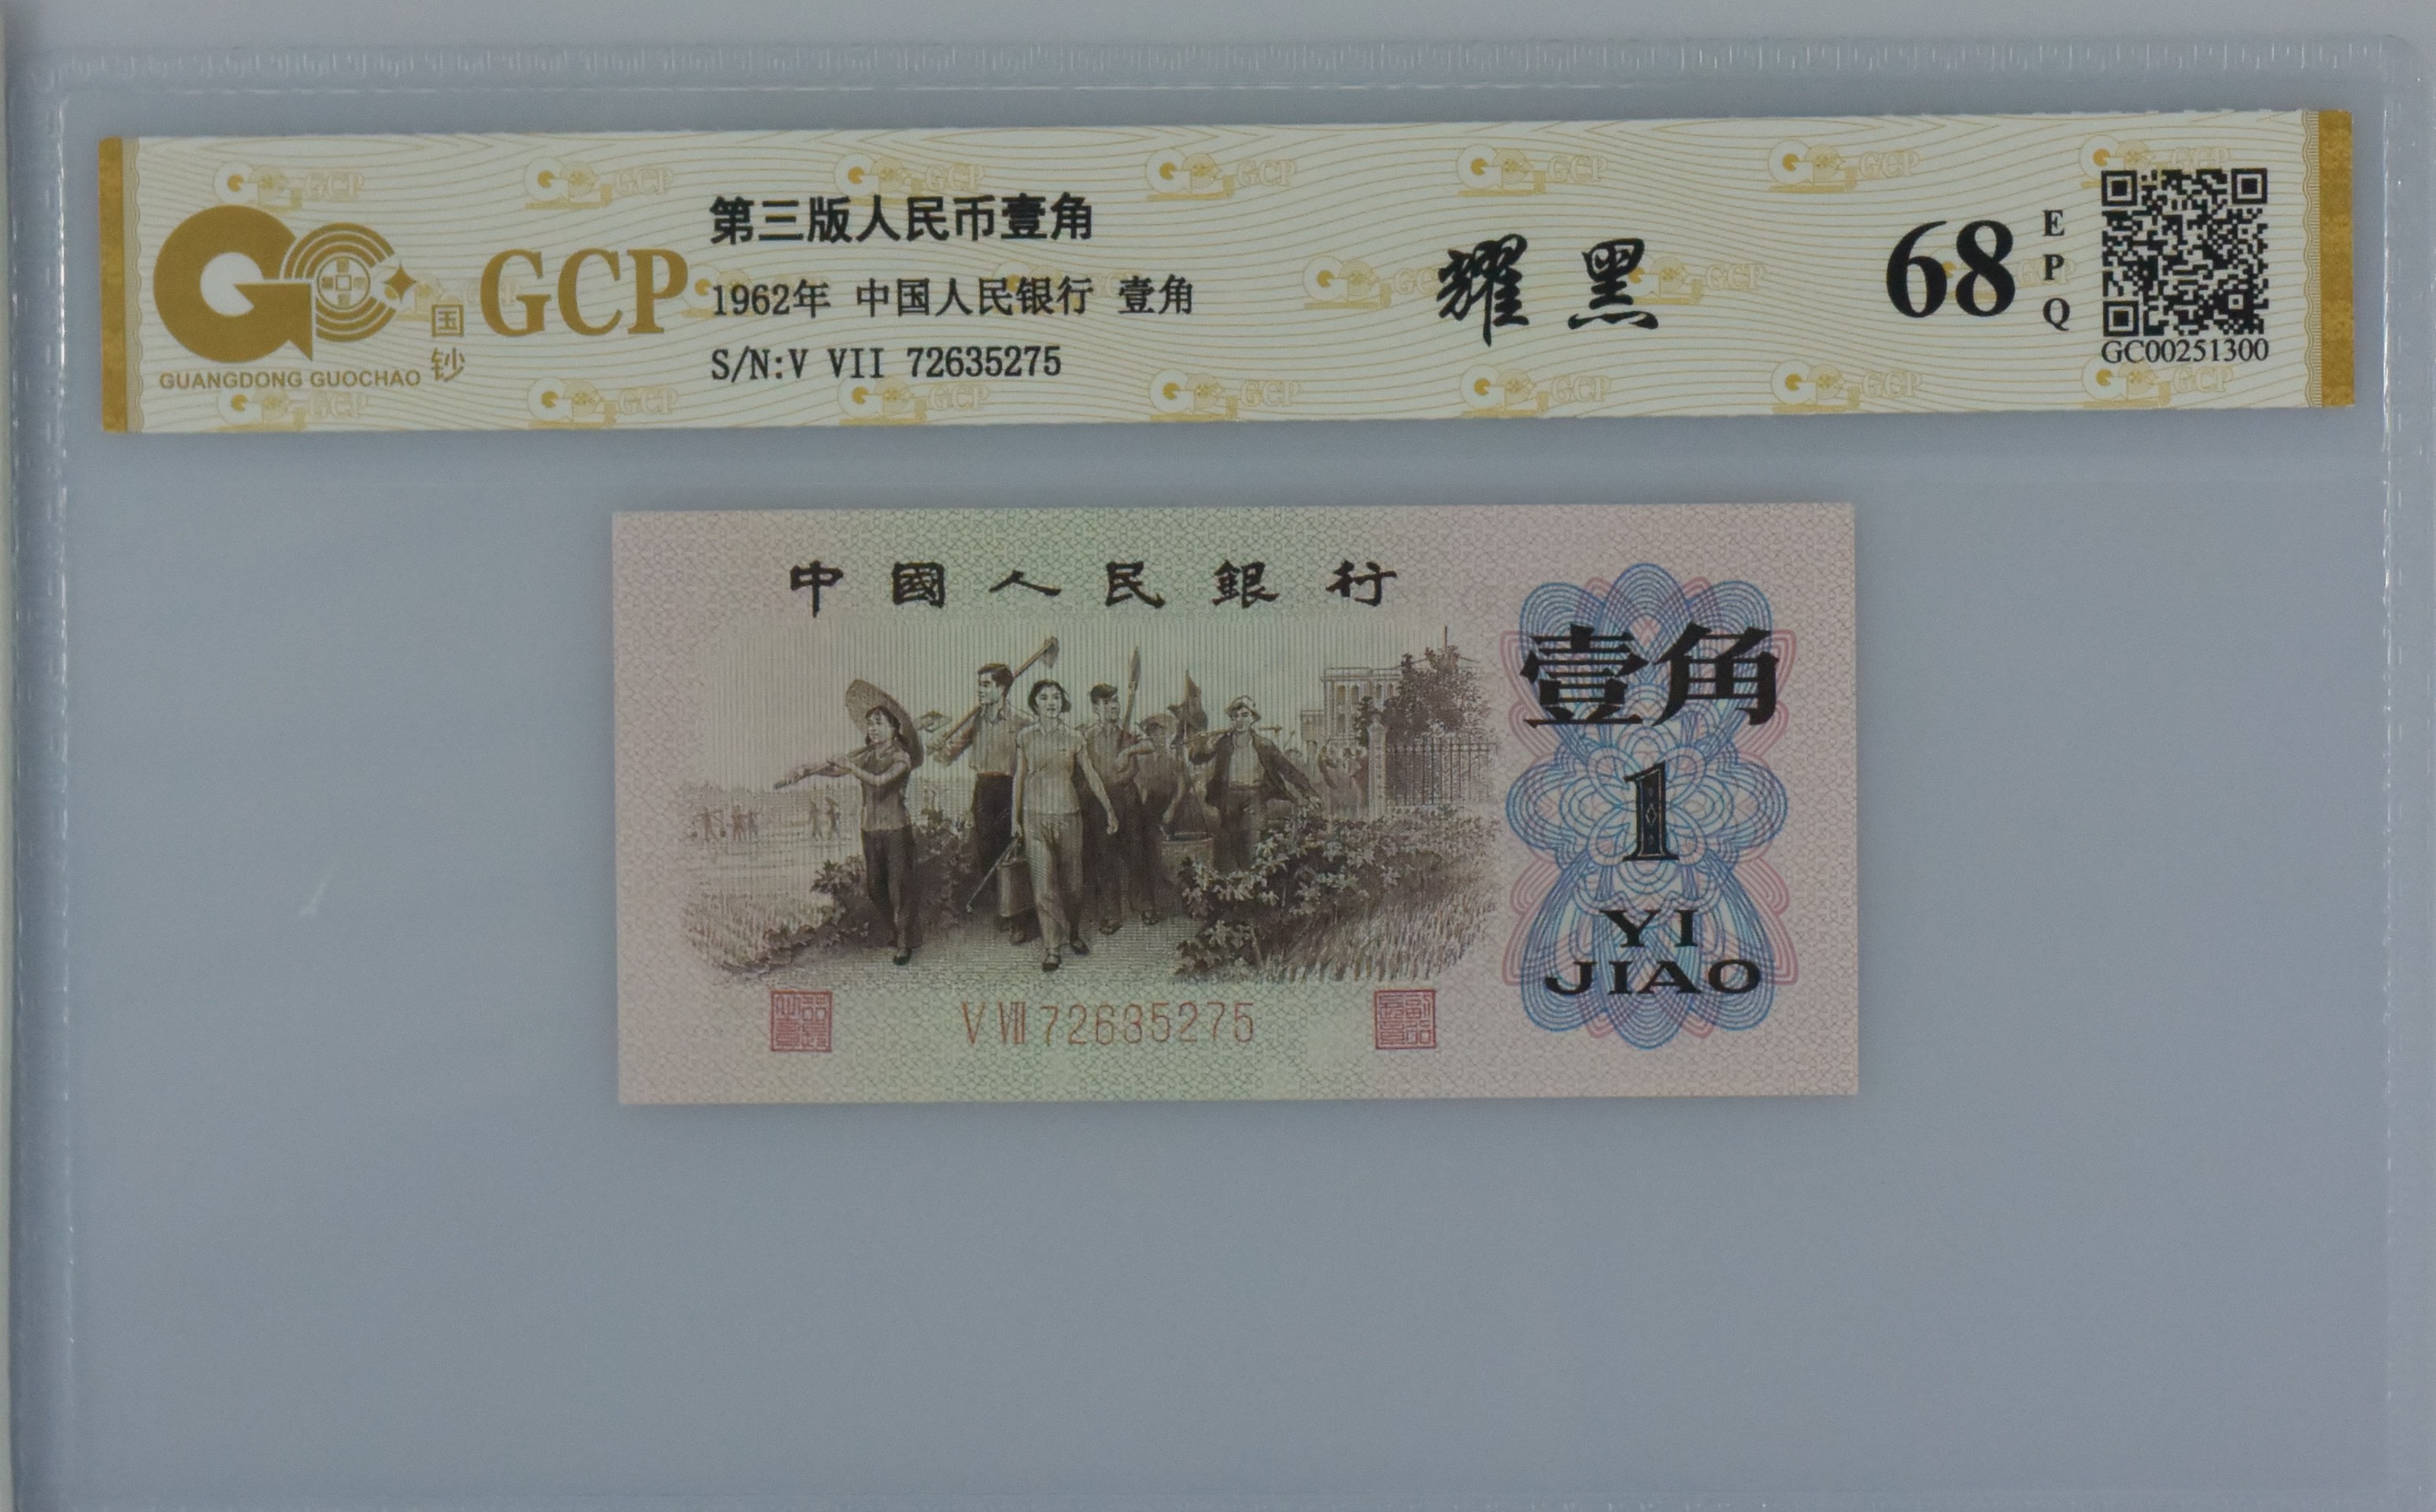 GUANGDONG GUOCHAO
国钞
GCP
第三版人民币壹角
1962年 中国人民银行 壹角
S/N:V VII 72635275
耀黑
68
EPQ
GC00251300
中國人民銀行
壹角
1
YI
JIAO
V VII 72635275